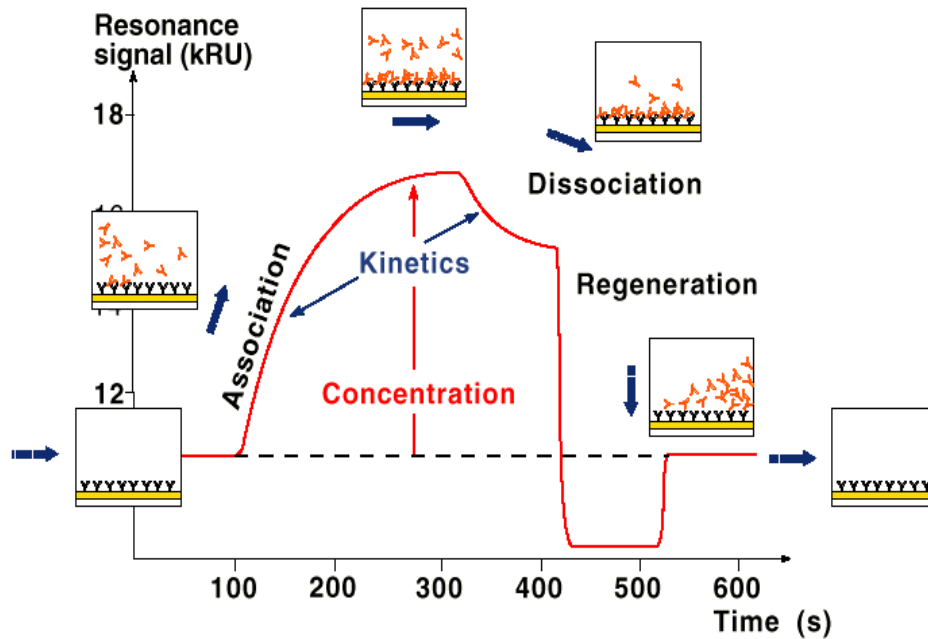 Resonance
signal (kRU)
18
Dissociation
Kinetics
Regeneration
Association
12
Concentration
100 200 300 400 500 600
Time (s)